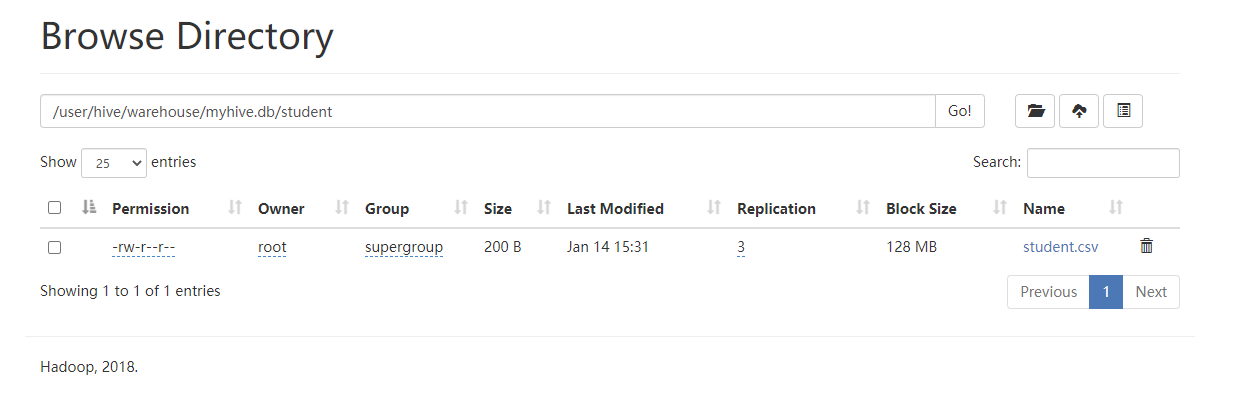 Browse Directory
/user/hive/warehouse/myhive.db/student Go!
Show 25 entries Search:
Permission Owner Group Size Last Modified Replication Block Size Name
-rw-r--r-- root supergroup 200 B Jan 14 15:31 3 128 MB student.csv
Showing 1 to 1 of 1 entries Previous 1 Next
Hadoop, 2018.